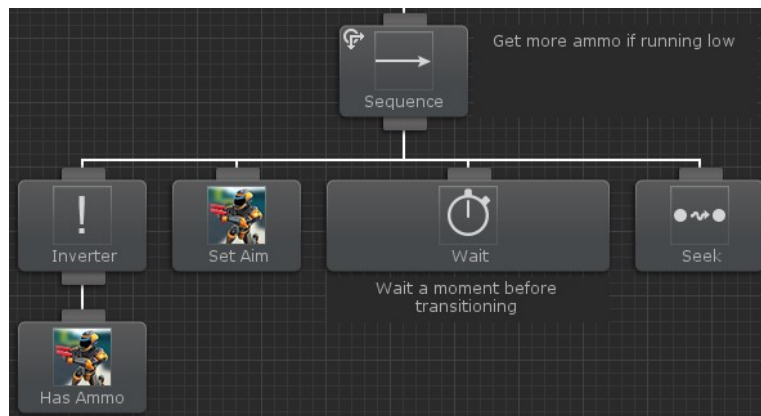 Get more ammo if running low
Sequence
Inverter
Set Aim
Wait
Seek
Wait a moment before
transitioning
Has Ammo